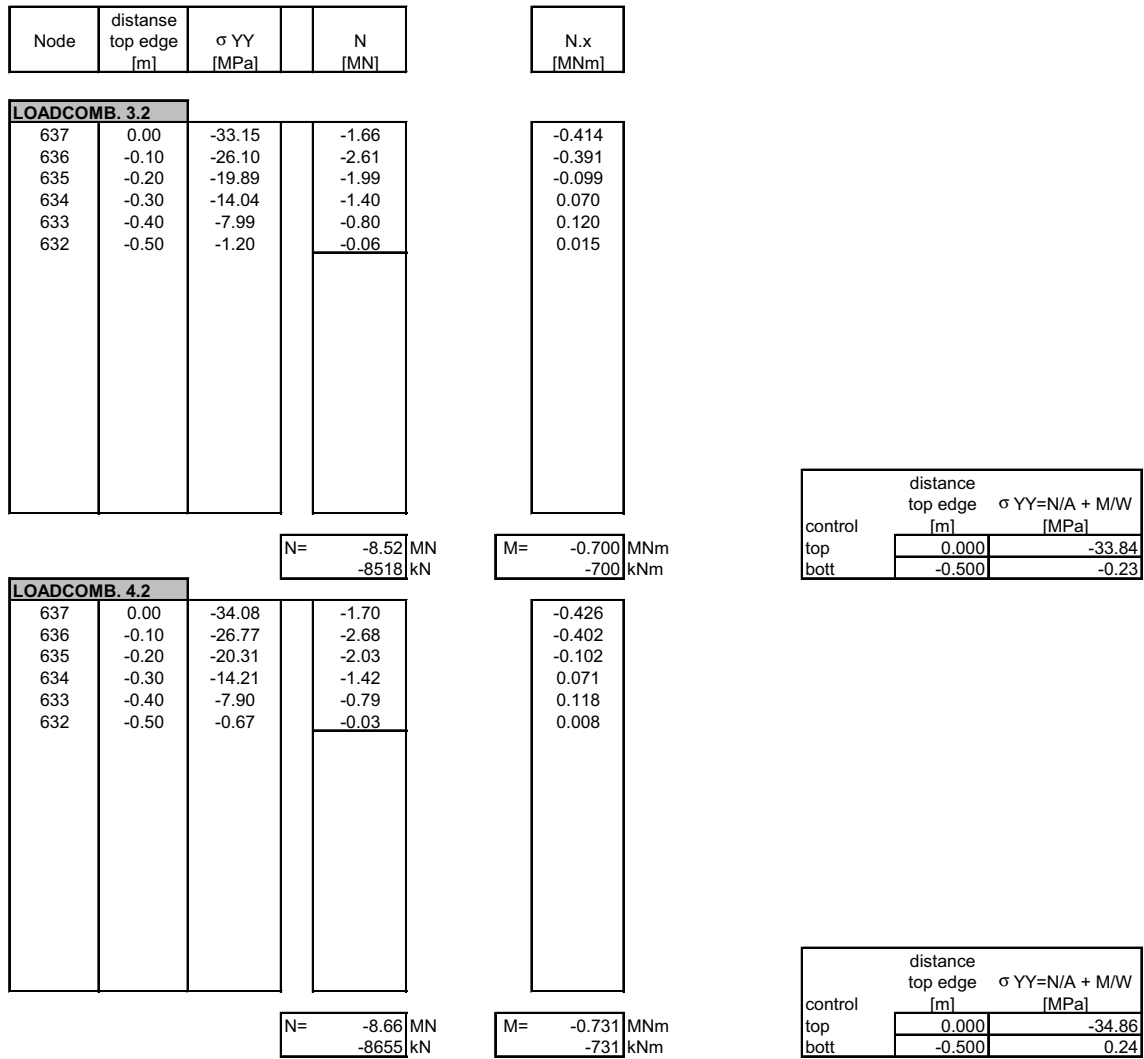 distanse
Node top edge σ YY N N.x
[m] [MPa] [MN] [MNm]
LOADCOMB. 3.2
637 0.00 -33.15 -1.66 -0.414
636 -0.10 -26.10 -2.61 -0.391
635 -0.20 -19.89 -1.99 -0.099
634 -0.30 -14.04 -1.40 0.070
633 -0.40 -7.99 -0.80 0.120
632 -0.50 -1.20 -0.06 0.015
distance
top edge σ YY=N/A + M/W
control [m] [MPa]
N= -8.52 MN M= -0.700 MNm top 0.000 -33.84
-8518 kN -700 kNm bott -0.500 -0.23
LOADCOMB. 4.2
637 0.00 -34.08 -1.70 -0.426
636 -0.10 -26.77 -2.68 -0.402
635 -0.20 -20.31 -2.03 -0.102
634 -0.30 -14.21 -1.42 0.071
633 -0.40 -7.90 -0.79 0.118
632 -0.50 -0.67 -0.03 0.008
distance
top edge σ YY=N/A + M/W
control [m] [MPa]
N= -8.66 MN M= -0.731 MNm top 0.000 -34.86
-8655 kN -731 kNm bott -0.500 0.24